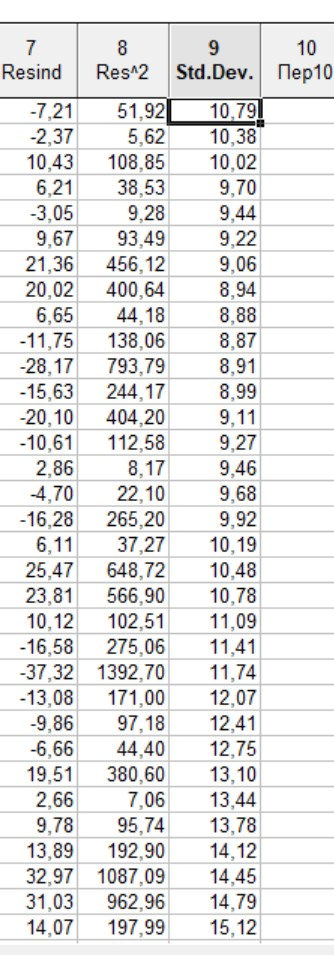 7 8 9 10
Resind Res^2 Std.Dev. Пер10
-7,21 51,92 10,79
-2,37 5,62 10,38
10,43 108,85 10,02
6,21 38,53 9,70
-3,05 9,28 9,44
9,67 93,49 9,22
21,36 456,12 9,06
20,02 400,64 8,94
6,65 44,18 8,88
-11,75 138,06 8,87
-28,17 793,79 8,91
-15,63 244,17 8,99
-20,10 404,20 9,11
-10,61 112,58 9,27
2,86 8,17 9,46
-4,70 22,10 9,68
-16,28 265,20 9,92
6,11 37,27 10,19
25,47 648,72 10,48
23,81 566,90 10,78
10,12 102,51 11,09
-16,58 275,06 11,41
-37,32 1392,70 11,74
-13,08 171,00 12,07
-9,86 97,18 12,41
-6,66 44,40 12,75
19,51 380,60 13,10
2,66 7,06 13,44
9,78 95,74 13,78
13,89 192,90 14,12
32,97 1087,09 14,45
31,03 962,96 14,79
14,07 197,99 15,12